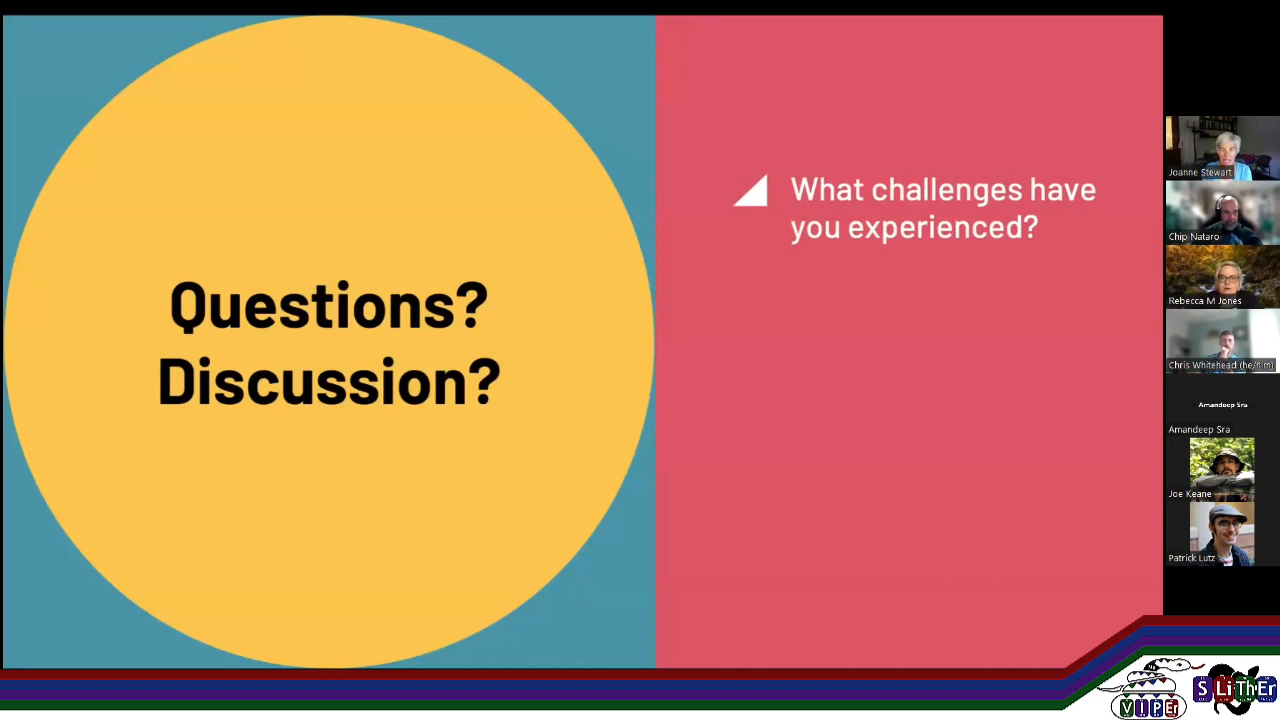 Questions?
Discussion?
What challenges have
you experienced?
Joanne Stewart
Chip Nataro
Rebecca M Jones
Chris Whitehead (he/him)
Amandeep Sra
Amandeep Sra
Joe Keane
Patrick Lutz
VIPEr
SLiThEr